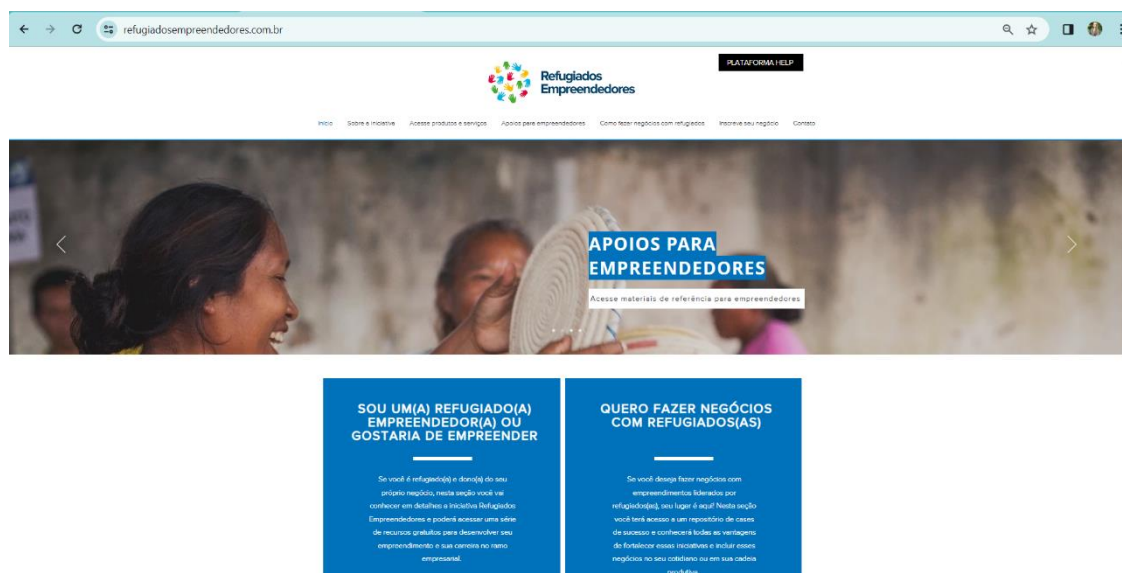 refugiadosempreendedores.com.br
PLATAFORMA HELP
Refugiados
Empreendedores
Início Sobre a iniciativa Acesse produtos e serviços Apoios para empreendedores Como fazer negócios com refugiados Inscreva seu negócio Contato
APOIOS PARA
EMPREENDEDORES
Acesse materiais de referência para empreendedores
SOU UM(A) REFUGIADO(A)
EMPREENDEDOR(A) OU
GOSTARIA DE EMPREENDER
Se você é refugiado(a) e dono(a) do seu
próprio negócio, nesta seção você vai
conhecer em detalhes a iniciativa Refugiados
Empreendedores e poderá acessar uma série
de recursos gratuitos para desenvolver seu
empreendimento e sua carreira no ramo
empresarial.
QUERO FAZER NEGÓCIOS
COM REFUGIADOS(AS)
Se você deseja fazer negócios com
empreendimentos liderados por
refugiados(as), seu lugar é aqui! Nesta seção
você terá acesso a um repositório de cases
de sucesso e conhecerá todas as vantagens
de fortalecer essas iniciativas e incluir esses
negócios no seu cotidiano ou em sua cadeia
produtiva